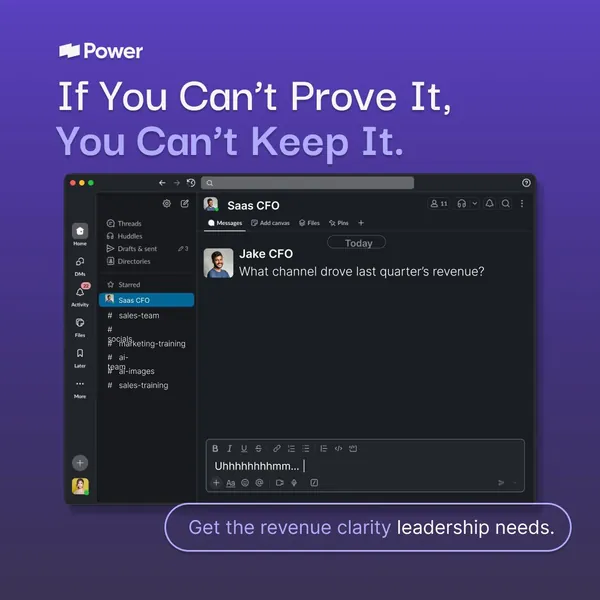 Power
If You Can't Prove It,
You Can't Keep It.
Saas CFO
11
Messages
Add canvas
Files
Pins
Today
Jake CFO
What channel drove last quarter's revenue?
Home
DMs
Activity
Files
Later
More
Threads
Huddles
Drafts & sent
3
Directories
Starred
Saas CFO
# sales-team
#
socials
# marketing-training
# ai-
team
# ai-images
# sales-training
B I U S
Uhhhhhhhmm...
Aa
Get the revenue clarity leadership needs.